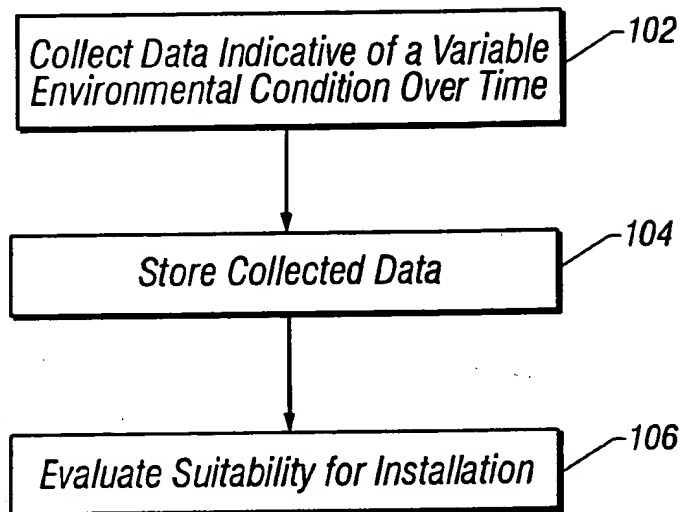 Collect Data Indicative of a Variable
Environmental Condition Over Time
102
Store Collected Data
104
Evaluate Suitability for Installation
106